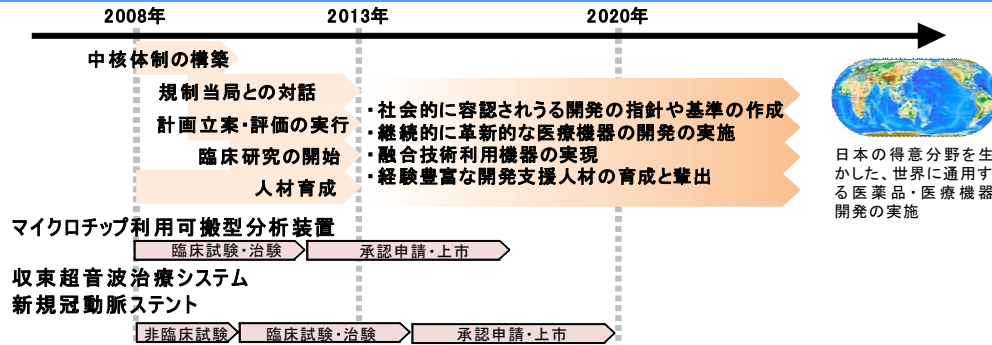 2008年
2013年
2020年
中核体制の構築
規制当局との対話
計画立案・評価の実行
臨床研究の開始
人材育成
・社会的に容認されうる開発の指針や基準の作成
・継続的に革新的な医療機器の開発の実施
・融合技術利用機器の実現
・経験豊富な開発支援人材の育成と輩出
日本の得意分野を生
かした、世界に通用す
る医薬品・医療機器
開発の実施
マイクロチップ利用可搬型分析装置
臨床試験・治験
承認申請・上市
収束超音波治療システム
新規冠動脈ステント
非臨床試験
臨床試験・治験
承認申請・上市